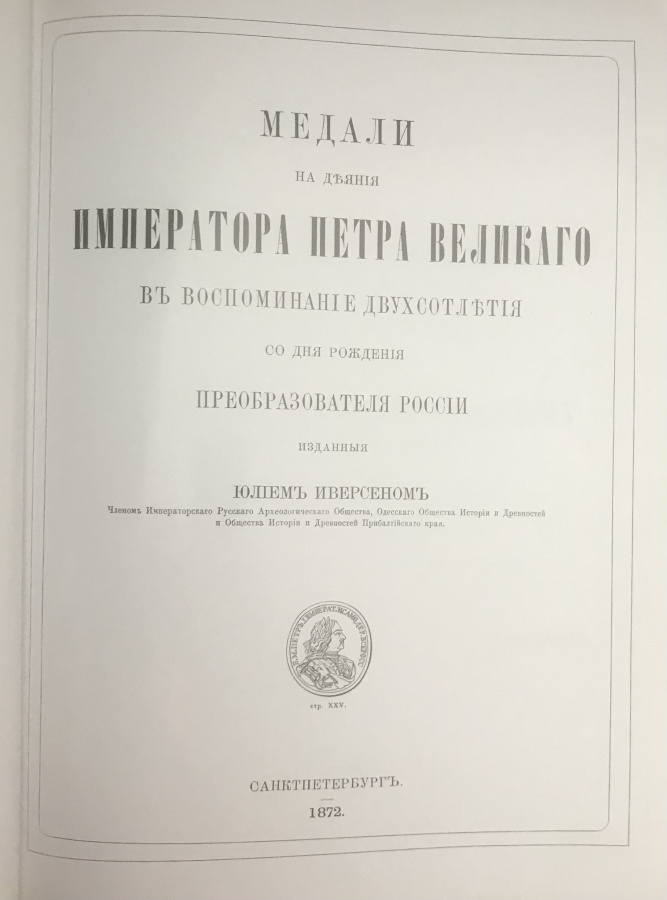 МЕДАЛИ
НА ДѢЯНІЯ
ИМПЕРАТОРА ПЕТРА ВЕЛИКАГО
ВЪ ВОСПОМИНАНІЕ ДВУХСОТЛѢТІЯ
СО ДНЯ РОЖДЕНІЯ
ПРЕОБРАЗОВАТЕЛЯ РОССІИ
ИЗДАННЫЯ
ЮЛІЕМЪ ИВЕРСЕНОМЪ
Членомъ Императорскаго Русскаго Археологическаго Общества, Одесскаго Общества Исторіи и Древностей
и Общества Исторіи и Древностей Прибалтійскаго края.
стр. XXV.
САНКТПЕТЕРБУРГЪ.
1872.